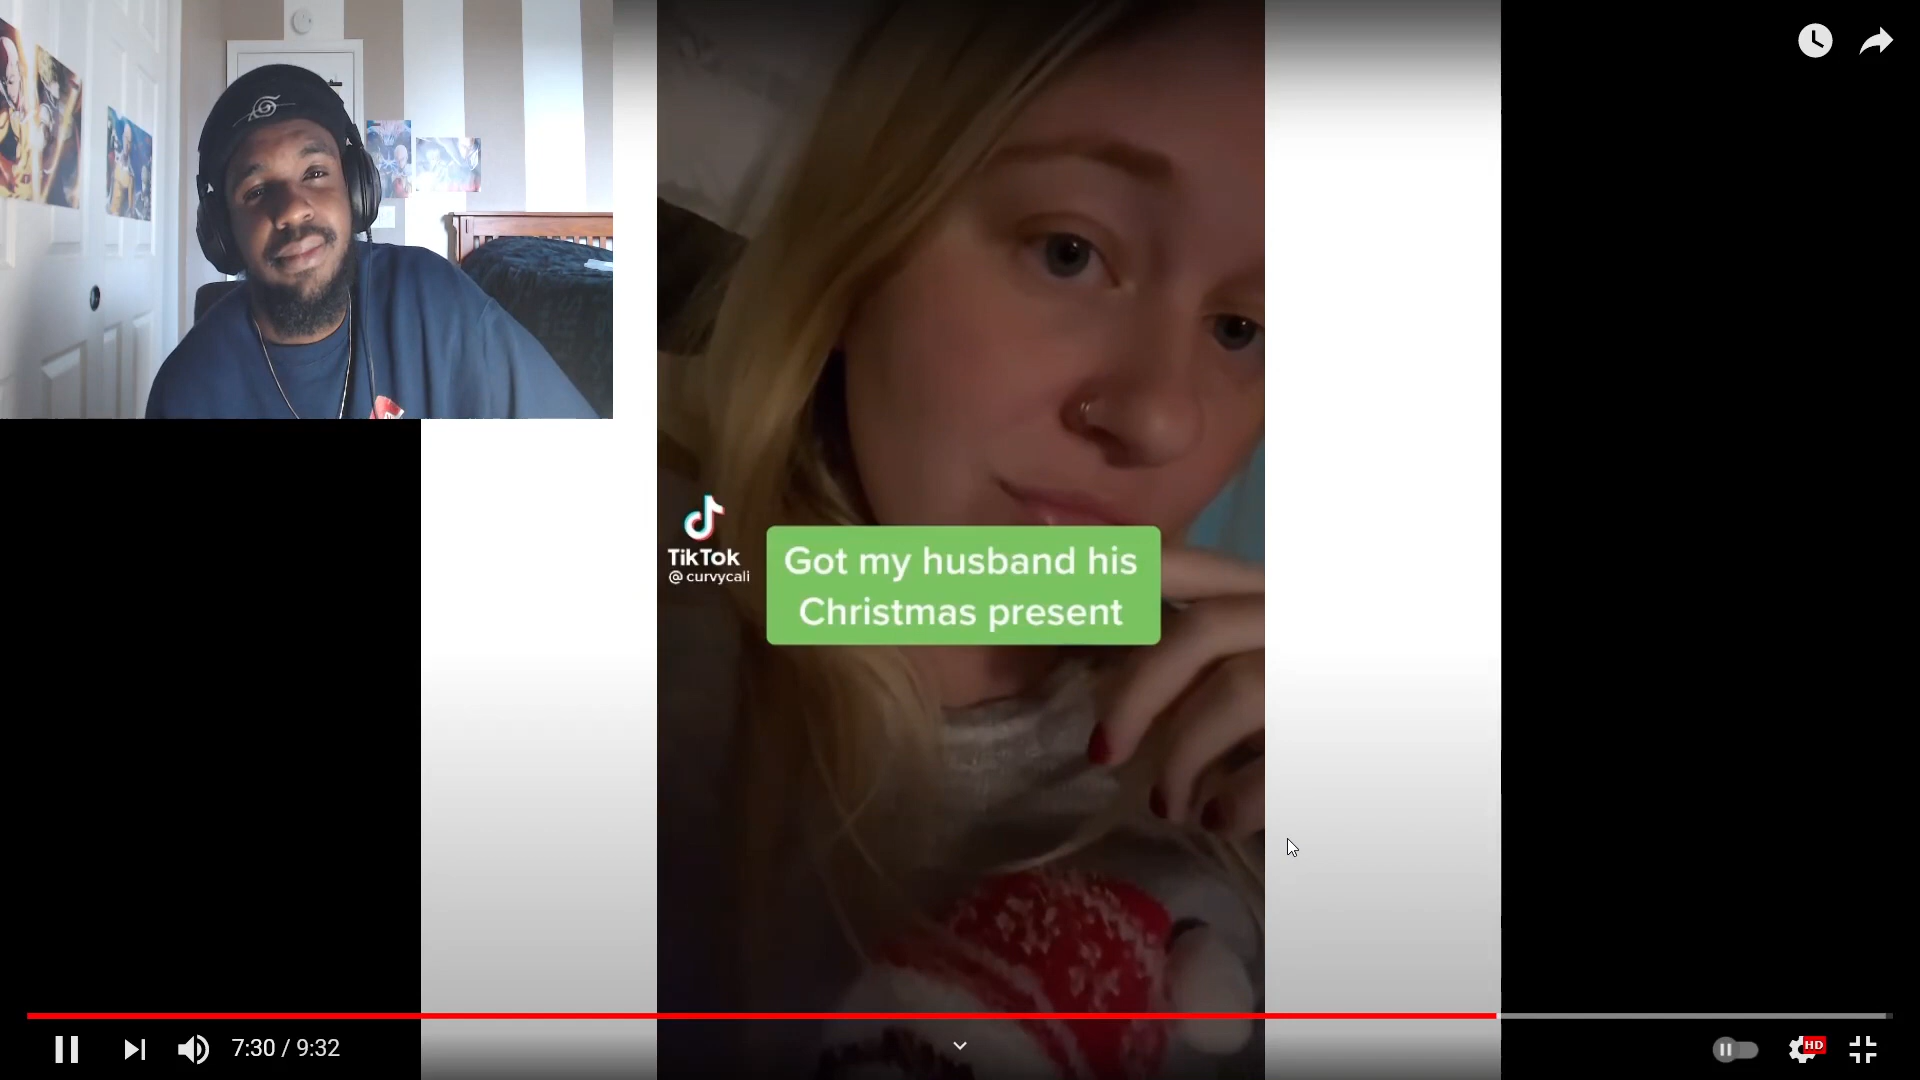 TikTok
@curvycali
Got my husband his
Christmas present
7:30 / 9:32
HD